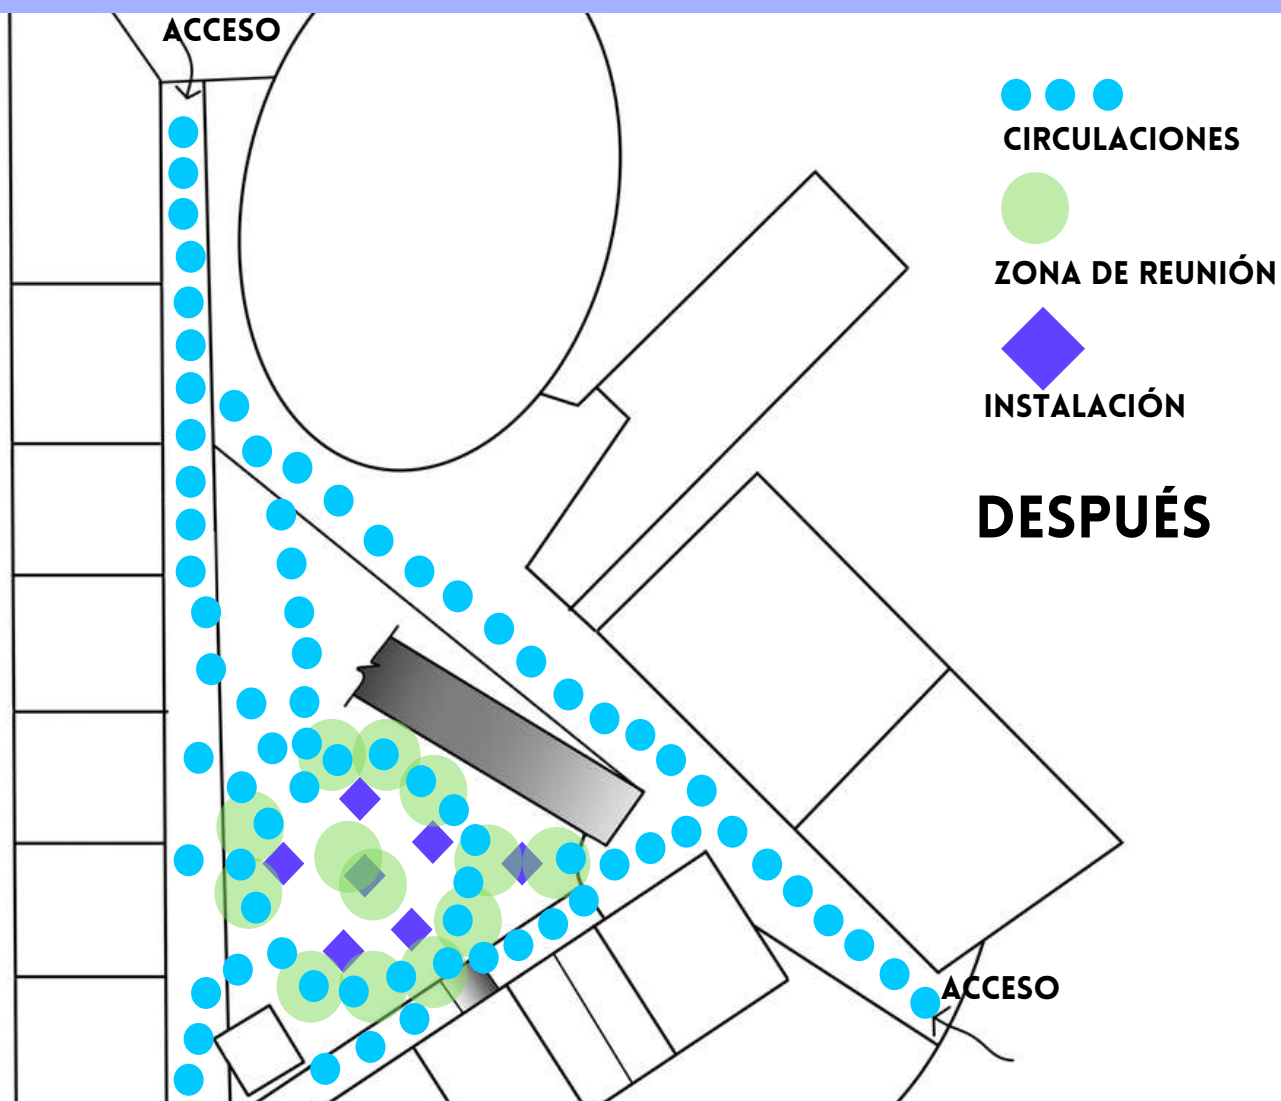 ACCESO
CIRCULACIONES
ZONA DE REUNIÓN
INSTALACIÓN
DESPUÉS
ACCESO